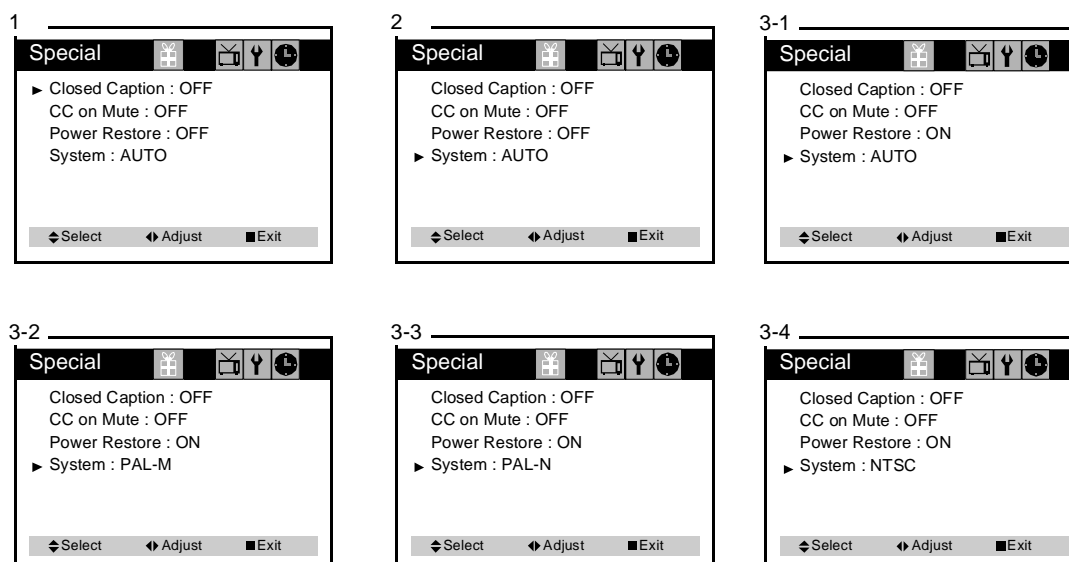 1
Special
Closed Caption : OFF
CC on Mute : OFF
Power Restore : OFF
System : AUTO
Select Adjust Exit
2
Special
Closed Caption : OFF
CC on Mute : OFF
Power Restore : OFF
System : AUTO
Select Adjust Exit
3-1
Special
Closed Caption : OFF
CC on Mute : OFF
Power Restore : ON
System : AUTO
Select Adjust Exit
3-2
Special
Closed Caption : OFF
CC on Mute : OFF
Power Restore : ON
System : PAL-M
Select Adjust Exit
3-3
Special
Closed Caption : OFF
CC on Mute : OFF
Power Restore : ON
System : PAL-N
Select Adjust Exit
3-4
Special
Closed Caption : OFF
CC on Mute : OFF
Power Restore : ON
System : NTSC
Select Adjust Exit